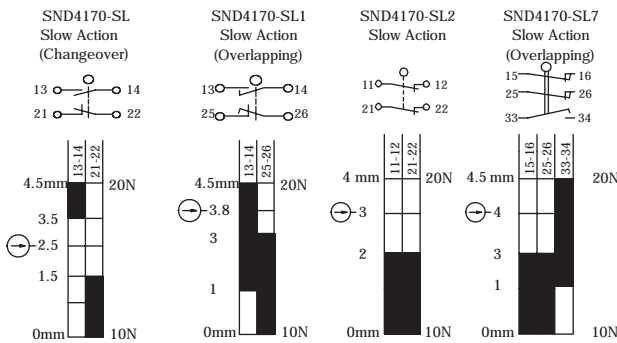 SND4170-SL
Slow Action
(Changeover)
13 14
21 22
13-14
21-22
4.5mm 20N
3.5
2.5
1.5
0mm 10N
SND4170-SL1
Slow Action
(Overlapping)
13 14
25 26
13-14
25-26
4.5mm 20N
3.8
3
1
0mm 10N
SND4170-SL2
Slow Action
11 12
21 22
11-12
21-22
4 mm 20N
3
2
0mm 10N
SND4170-SL7
Slow Action
(Overlapping)
15 16
25 26
33 34
15-16
25-26
33-34
4.5 mm 20N
4
3
1
0mm 10N